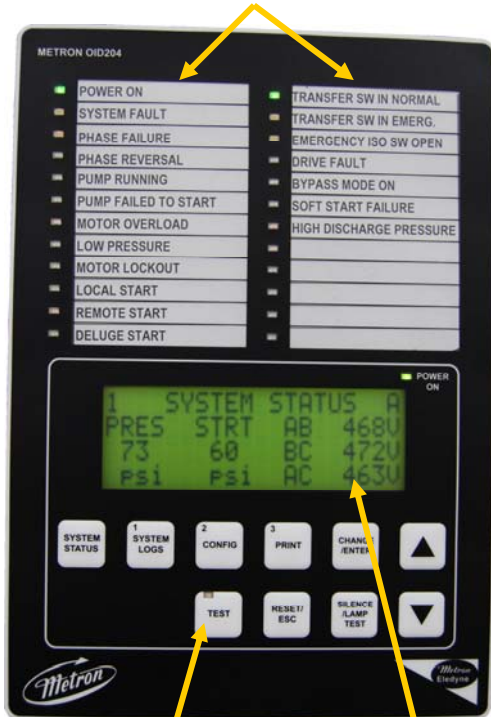 METRON OID204
POWER ON
SYSTEM FAULT
PHASE FAILURE
PHASE REVERSAL
PUMP RUNNING
PUMP FAILED TO START
MOTOR OVERLOAD
LOW PRESSURE
MOTOR LOCKOUT
LOCAL START
REMOTE START
DELUGE START
TRANSFER SW IN NORMAL
TRANSFER SW IN EMERG.
EMERGENCY ISO SW OPEN
DRIVE FAULT
BYPASS MODE ON
SOFT START FAILURE
HIGH DISCHARGE PRESSURE
POWER
ON
1 SYSTEM STATUS A
PRES STRT AB 468V
73 60 BC 472V
psi psi AC 463V
SYSTEM
STATUS
1
SYSTEM
LOGS
2
CONFIG
3
PRINT
CHANGE
/ENTER
TEST
RESET/
ESC
SILENCE
/LAMP
TEST
Metron
Metron
Eledyne